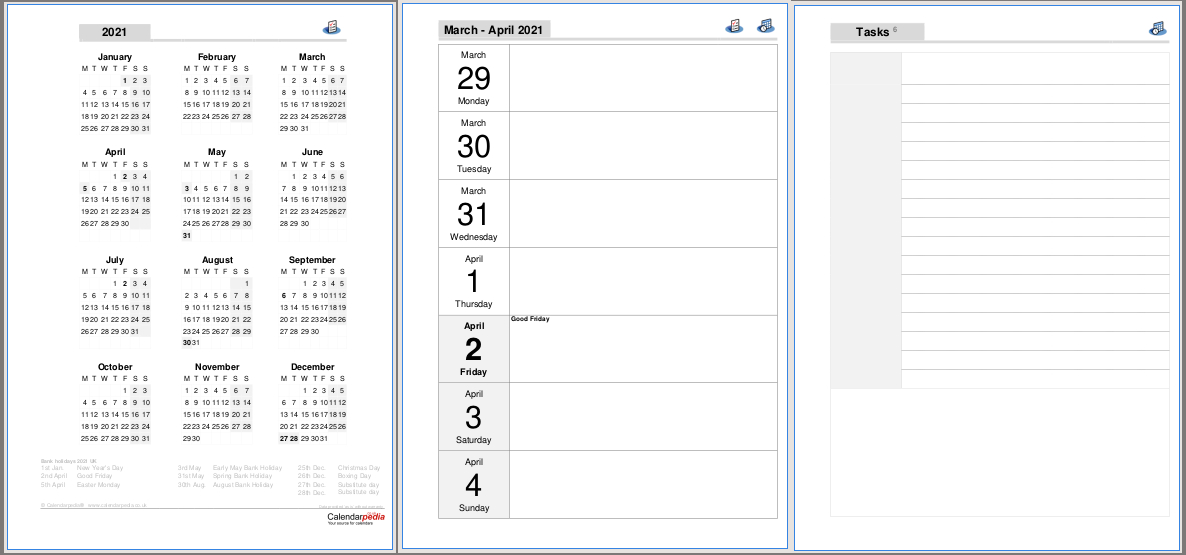 2021
January February March
M T W T F S S M T W T F S S M T W T F S S
1 2 3 1 2 3 4 5 6 7 1 2 3 4 5 6 7
4 5 6 7 8 9 10 8 9 10 11 12 13 14 8 9 10 11 12 13 14
11 12 13 14 15 16 17 15 16 17 18 19 20 21 15 16 17 18 19 20 21
18 19 20 21 22 23 24 22 23 24 25 26 27 28 22 23 24 25 26 27 28
25 26 27 28 29 30 31 29 30 31
April May June
M T W T F S S M T W T F S S M T W T F S S
1 2 3 4 1 2 1 2 3 4 5 6
5 6 7 8 9 10 11 3 4 5 6 7 8 9 7 8 9 10 11 12 13
12 13 14 15 16 17 18 10 11 12 13 14 15 16 14 15 16 17 18 19 20
19 20 21 22 23 24 25 17 18 19 20 21 22 23 21 22 23 24 25 26 27
26 27 28 29 30 24 25 26 27 28 29 30 28 29 30
31
July August September
M T W T F S S M T W T F S S M T W T F S S
1 2 3 4 1 1 2 3 4 5
5 6 7 8 9 10 11 2 3 4 5 6 7 8 6 7 8 9 10 11 12
12 13 14 15 16 17 18 9 10 11 12 13 14 15 13 14 15 16 17 18 19
19 20 21 22 23 24 25 16 17 18 19 20 21 22 20 21 22 23 24 25 26
26 27 28 29 30 31 23 24 25 26 27 28 29 27 28 29 30
30 31
October November December
M T W T F S S M T W T F S S M T W T F S S
1 2 3 1 2 3 4 5 6 7 1 2 3 4 5
4 5 6 7 8 9 10 8 9 10 11 12 13 14 6 7 8 9 10 11 12
11 12 13 14 15 16 17 15 16 17 18 19 20 21 13 14 15 16 17 18 19
18 19 20 21 22 23 24 22 23 24 25 26 27 28 20 21 22 23 24 25 26
25 26 27 28 29 30 31 29 30 27 28 29 30 31
Bank Holidays 2021 UK
1st Jan. New Year's Day 3rd May Early May Bank Holiday 25th Dec. Christmas Day
2nd April Good Friday 31st May Spring Bank Holiday 26th Dec. Boxing Day
5th April Easter Monday 30th Aug. August Bank Holiday 27th Dec. Substitute day
28th Dec. Substitute day
© Calendarpedia® www.calendarpedia.co.uk
Calendarpedia
Your source for calendars
March - April 2021
March
29
Monday
March
30
Tuesday
March
31
Wednesday
April
1
Thursday
April
2
Friday
Good Friday
April
3
Saturday
April
4
Sunday
Tasks 6